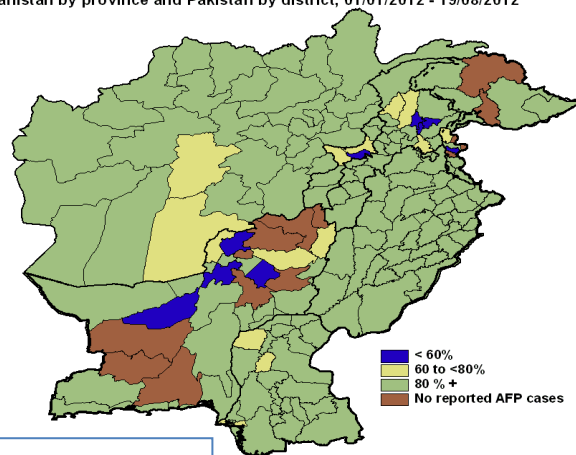 by province and Pakistan by district, 01/01/2012 - 19/08/2012
< 60%
60 to <80%
80 % +
No reported AFP cases